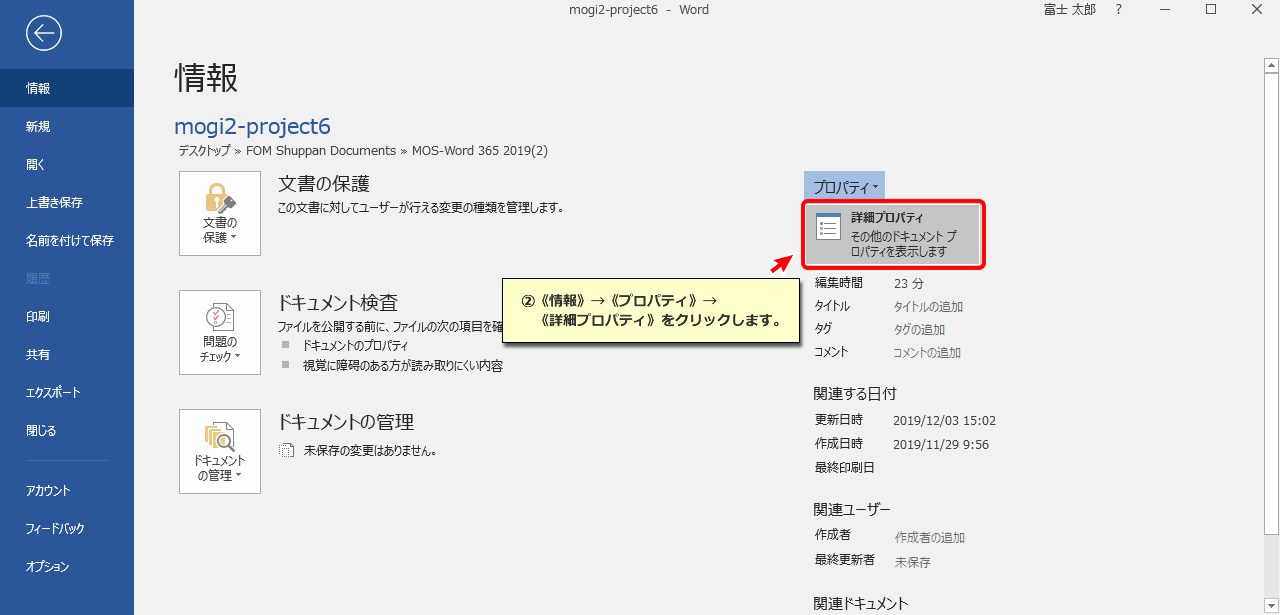 mogi2-project6 - Word
富士 太郎
?
情報
新規
開く
上書き保存
名前を付けて保存
履歴
印刷
共有
エクスポート
閉じる
アカウント
フィードバック
オプション
情報
mogi2-project6
デスクトップ » FOM Shuppan Documents » MOS-Word 365 2019(2)
文書の
保護
文書の保護
この文書に対してユーザーが行える変更の種類を管理します。
問題の
チェック
ドキュメント検査
ファイルを公開する前に、ファイルの次の項目を確
ドキュメントのプロパティ
視覚に障碍のある方が読み取りにくい内容
ドキュメント
の管理
ドキュメントの管理
未保存の変更はありません。
②《情報》→《プロパティ》→
《詳細プロパティ》をクリックします。
プロパティ
詳細プロパティ
その他のドキュメント プ
ロパティを表示します
編集時間 23 分
タイトル タイトルの追加
タグ タグの追加
コメント コメントの追加
関連する日付
更新日時 2019/12/03 15:02
作成日時 2019/11/29 9:56
最終印刷日
関連ユーザー
作成者 作成者の追加
最終更新者 未保存
関連ドキュメント